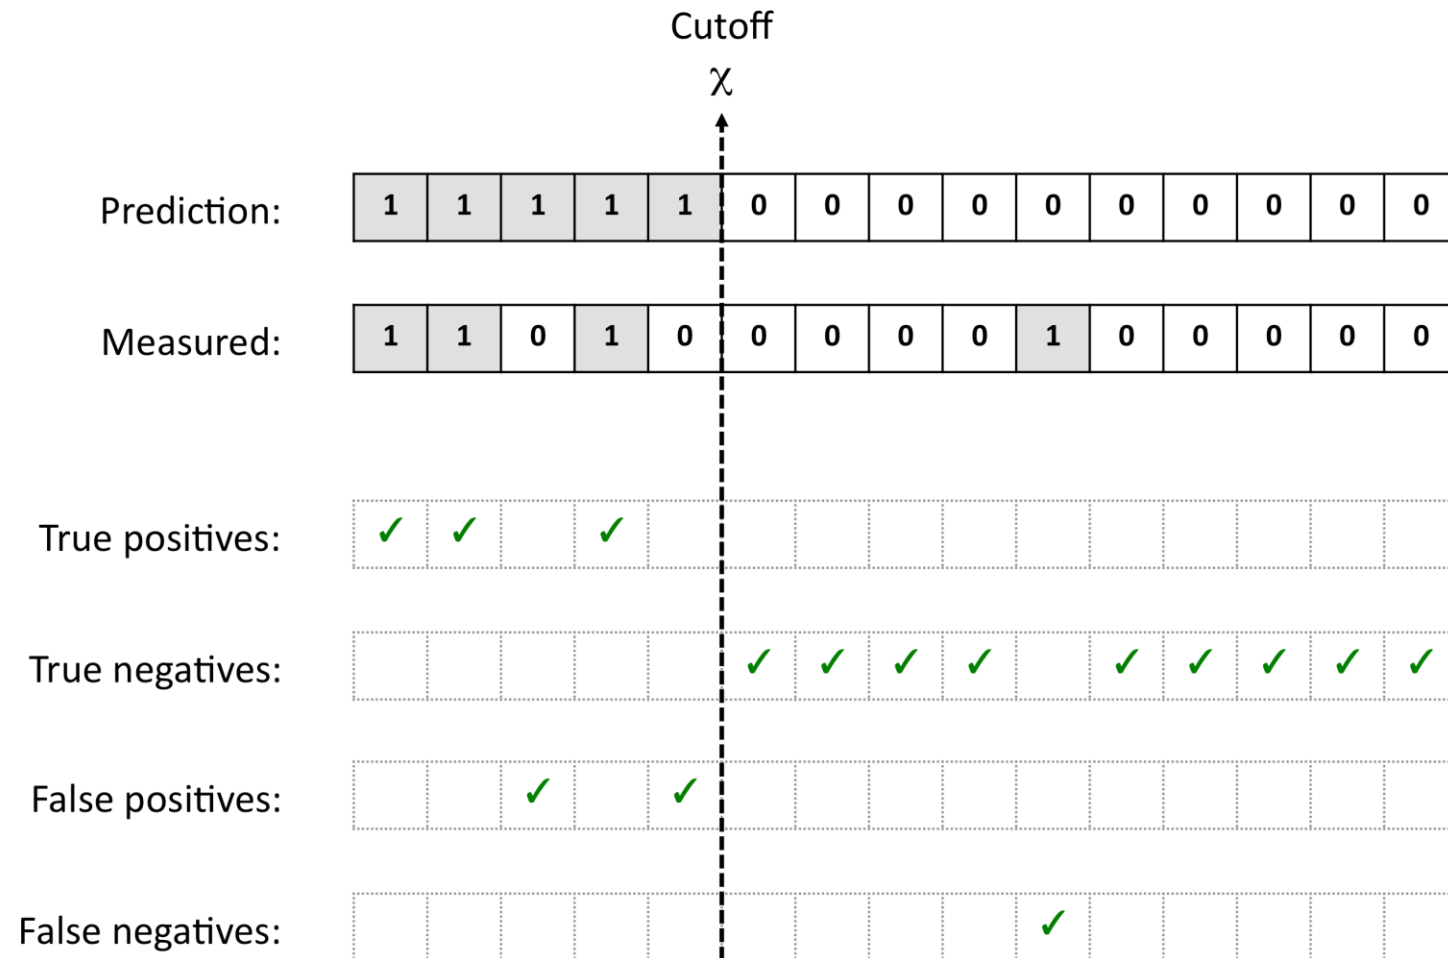 Cutoff
χ
Prediction: 1 1 1 1 1 0 0 0 0 0 0 0 0 0 0
Measured: 1 1 0 1 0 0 0 0 0 1 0 0 0 0 0
True positives: ✓ ✓ ✓
True negatives: ✓ ✓ ✓ ✓ ✓ ✓ ✓ ✓ ✓
False positives: ✓ ✓
False negatives: ✓